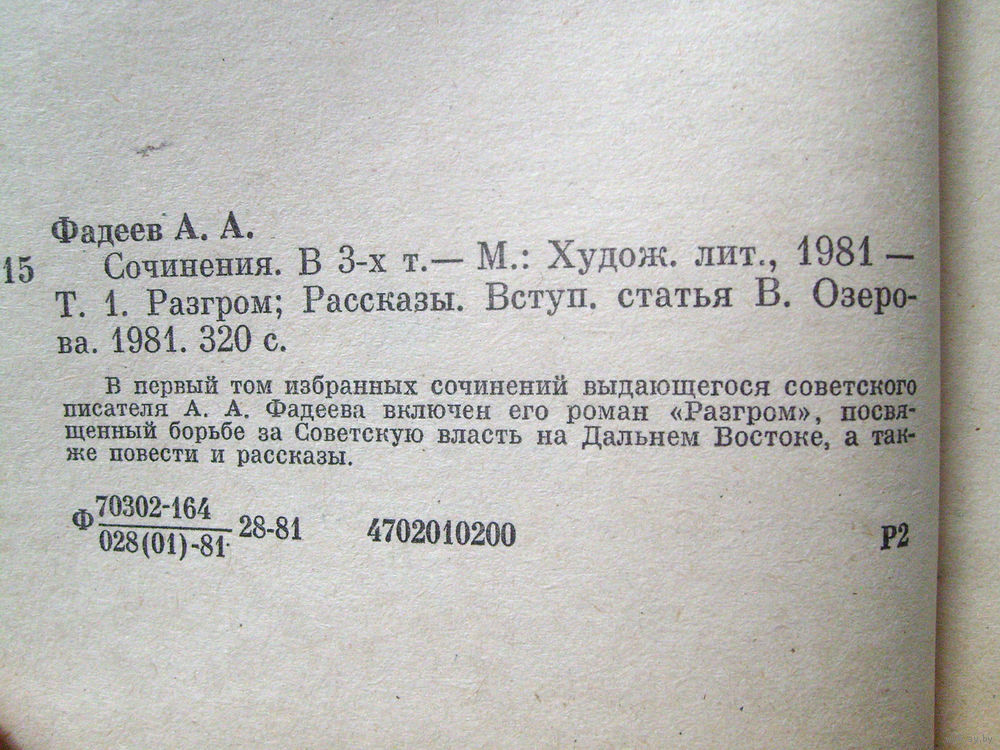 Фадеев А. А.
15 Сочинения. В 3-х т.— М.: Худож. лит., 1981 —
Т. 1. Разгром; Рассказы. Вступ. статья В. Озеро-
ва. 1981. 320 с.
В первый том избранных сочинений выдающегося советского
писателя А. А. Фадеева включен его роман «Разгром», посвя-
щенный борьбе за Советскую власть на Дальнем Востоке, а так-
же повести и рассказы.
Ф 70302-164
028(01)-81 28-81 4702010200 Р2